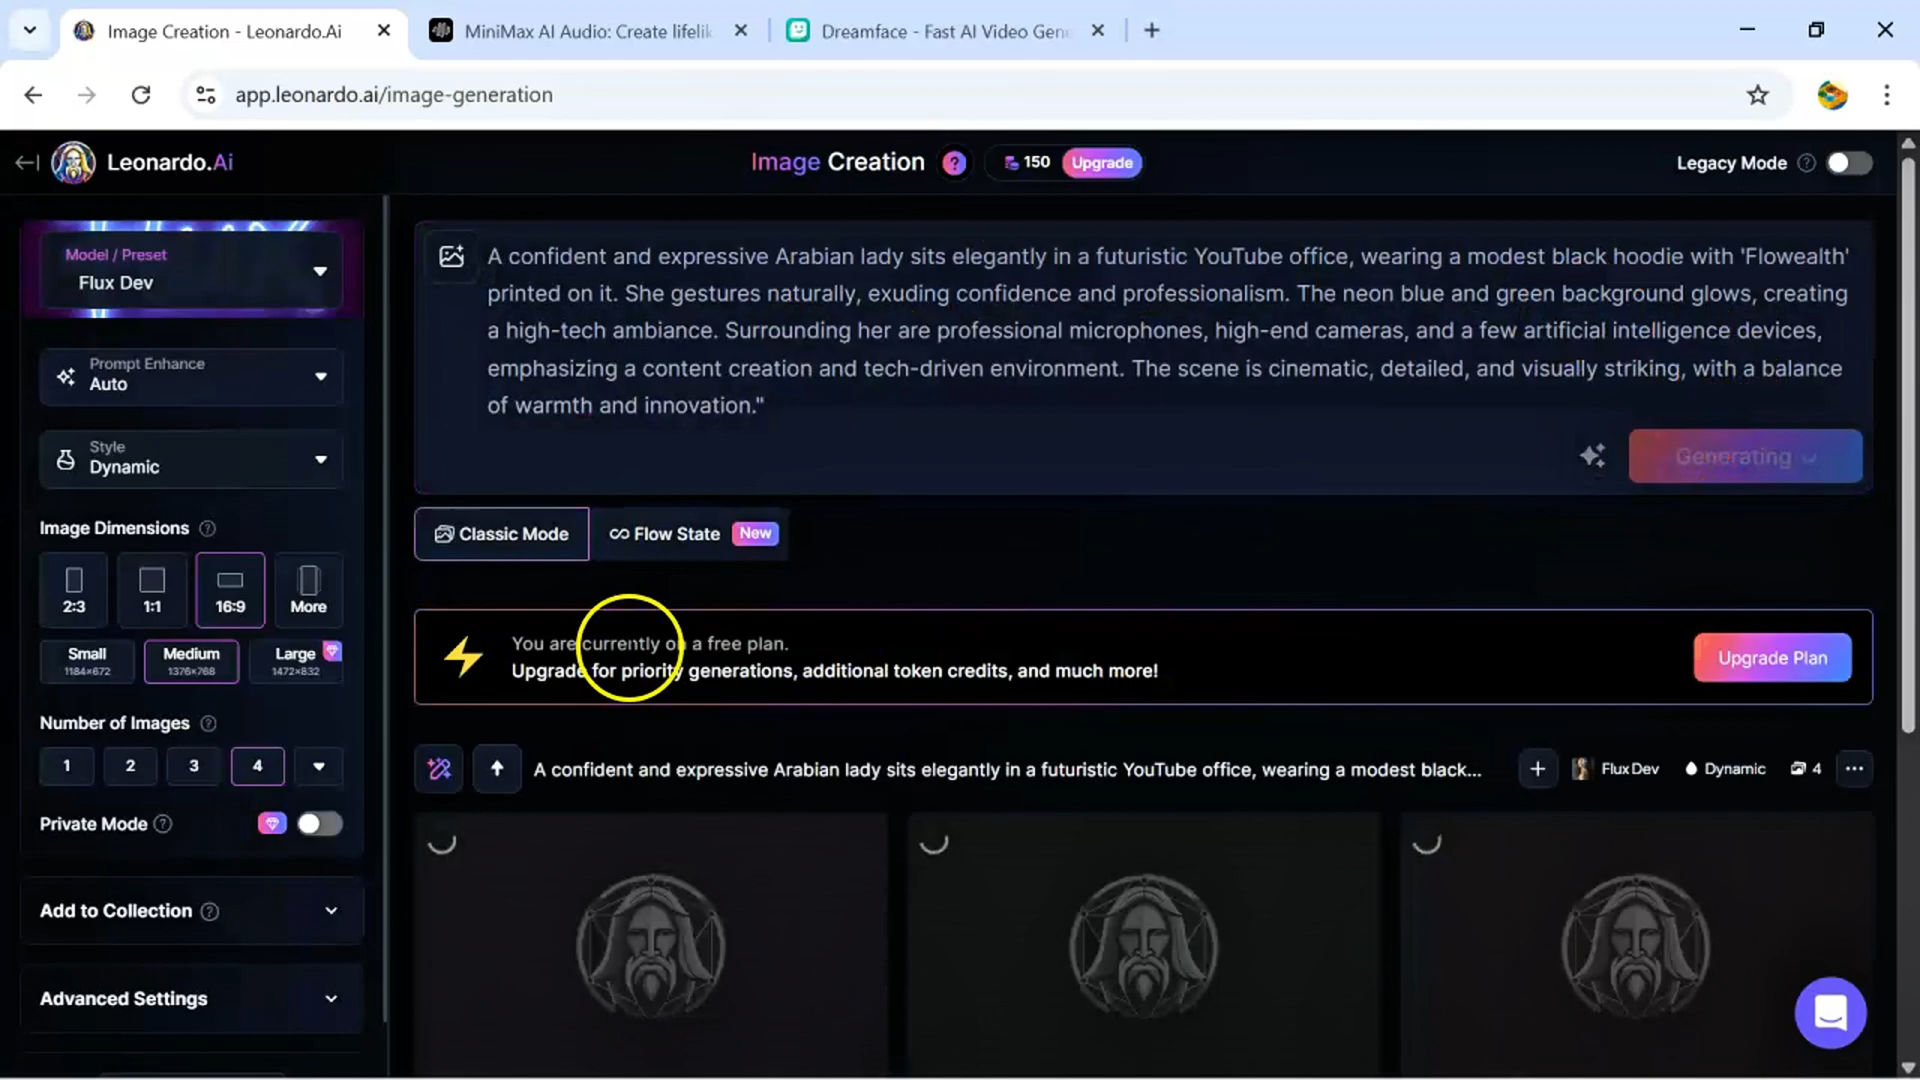 Image Creation - Leonardo.Ai
MiniMax AI Audio: Create lifelik
Dreamface - Fast AI Video Gene
app.leonardo.ai/image-generation
Leonardo.Ai
Image Creation
?
150
Upgrade
Legacy Mode
?
Model / Preset
Flux Dev
Prompt Enhance
Auto
Style
Dynamic
Image Dimensions
?
2:3
1:1
16:9
More
Small
1184×672
Medium
1376×768
Large
1472×832
Number of Images
?
1
2
3
4
Private Mode
?
Add to Collection
?
Advanced Settings
A confident and expressive Arabian lady sits elegantly in a futuristic YouTube office, wearing a modest black hoodie with 'Flowealth'
printed on it. She gestures naturally, exuding confidence and professionalism. The neon blue and green background glows, creating
a high-tech ambiance. Surrounding her are professional microphones, high-end cameras, and a few artificial intelligence devices,
emphasizing a content creation and tech-driven environment. The scene is cinematic, detailed, and visually striking, with a balance
of warmth and innovation."
Generating
Classic Mode
Flow State
New
You are currently on a free plan.
Upgrade for priority generations, additional token credits, and much more!
Upgrade Plan
A confident and expressive Arabian lady sits elegantly in a futuristic YouTube office, wearing a modest black...
Flux Dev
Dynamic
4